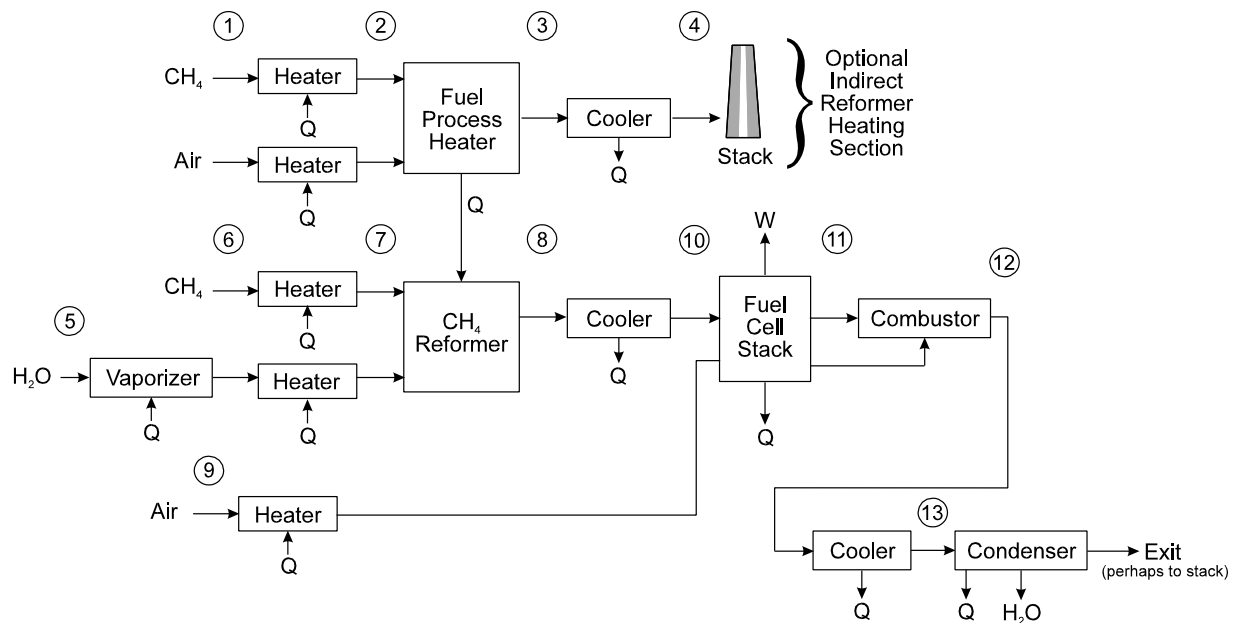 1
2
3
4
CH₄
Heater
Q
Air
Heater
Q
Fuel
Process
Heater
Q
Cooler
Q
Stack
Optional
Indirect
Reformer
Heating
Section
5
6
7
8
10
11
12
CH₄
Heater
Q
H₂O
Vaporizer
Q
Heater
Q
CH₄
Reformer
Cooler
Q
W
Fuel
Cell
Stack
Q
Combustor
9
Air
Heater
Q
13
Cooler
Q
Condenser
Q
H₂O
Exit
(perhaps to stack)